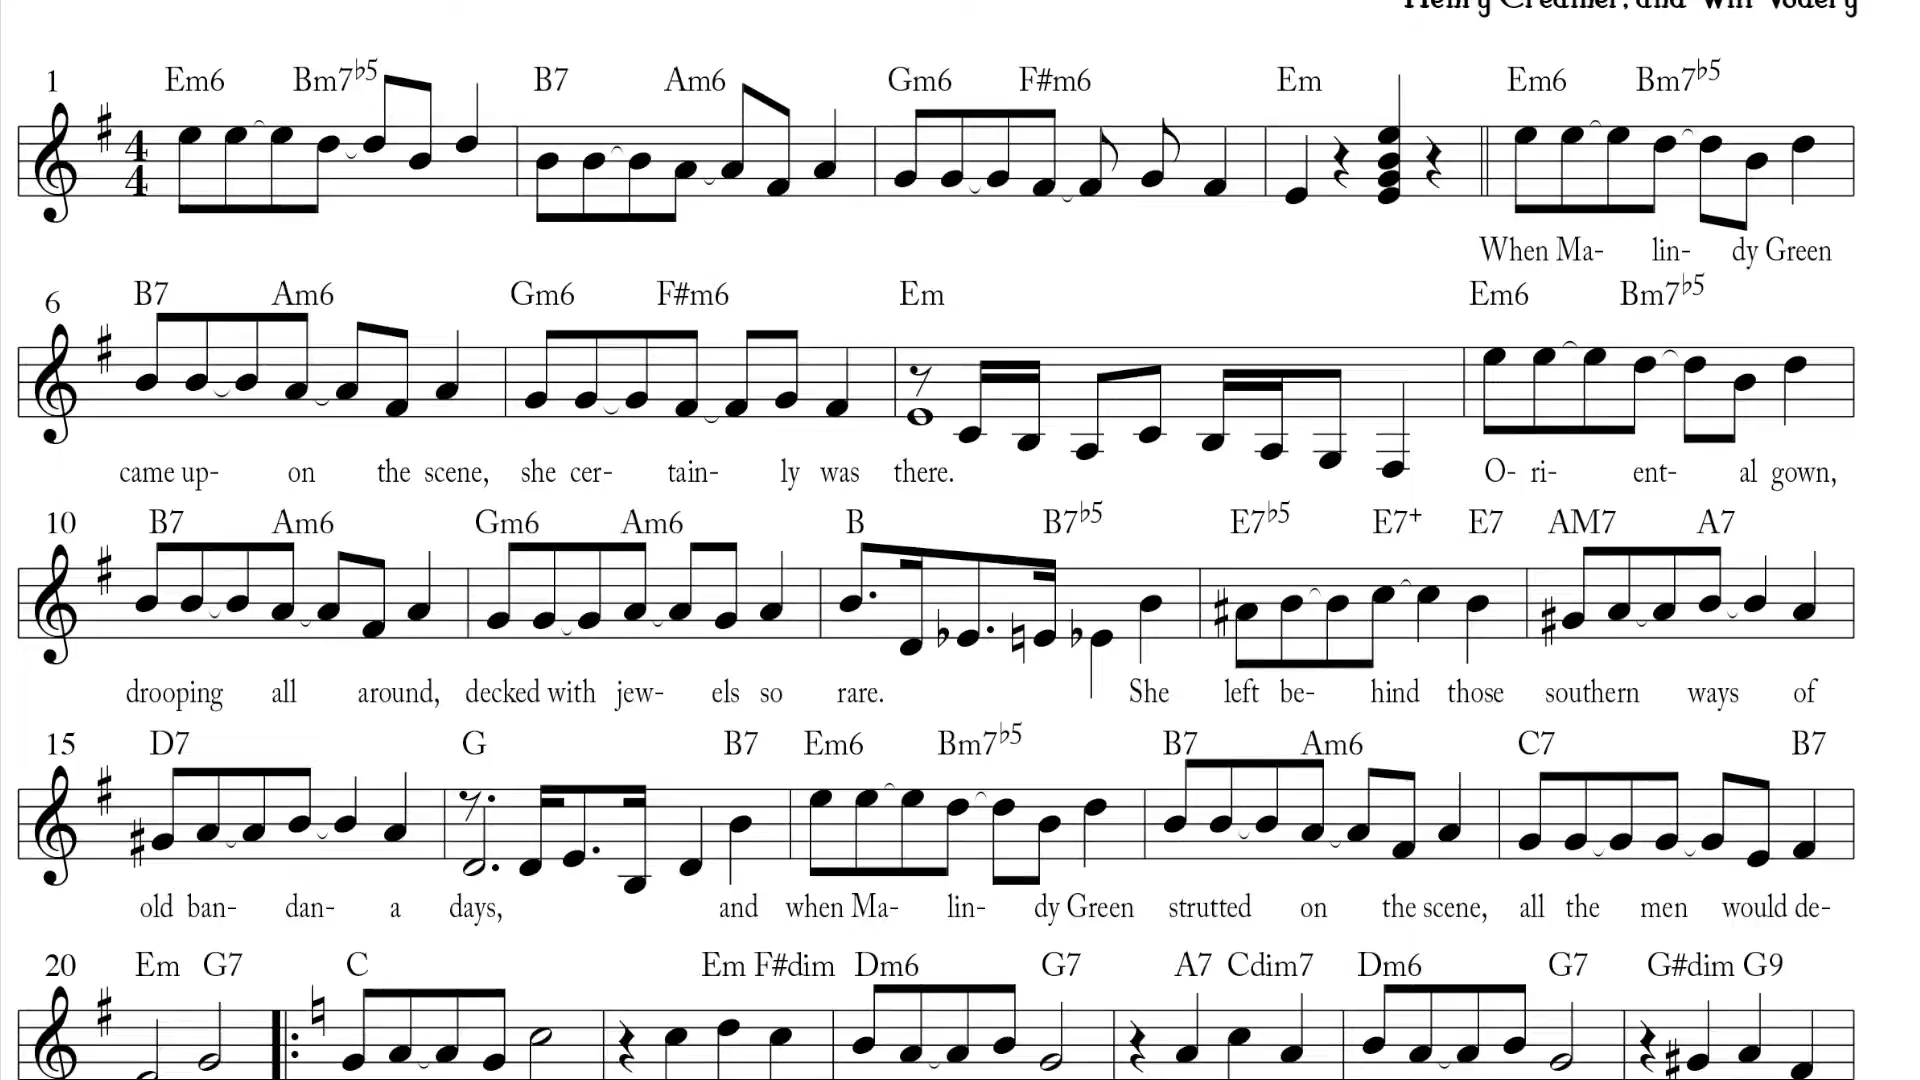 Henry Creamer, and Will Vodery
1 Em6 Bm7♭5 B7 Am6 Gm6 F#m6 Em Em6 Bm7♭5
4
4
When Ma- lin- dy Green
6 B7 Am6 Gm6 F#m6 Em Em6 Bm7♭5
came up- on the scene, she cer- tain- ly was there. O- ri- ent- al gown,
10 B7 Am6 Gm6 Am6 B B7♭5 E7♭5 E7+ E7 AM7 A7
drooping all around, decked with jew- els so rare. She left be- hind those southern ways of
15 D7 G B7 Em6 Bm7♭5 B7 Am6 C7 B7
old ban- dan- a days, and when Ma- lin- dy Green strutted on the scene, all the men would de-
20 Em G7 C Em F#dim Dm6 G7 A7 Cdim7 Dm6 G7 G#dim G9